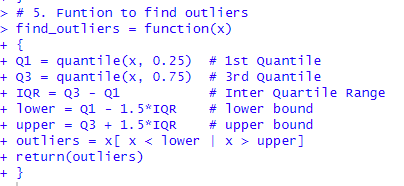 > # 5. Funtion to find outliers
> find_outliers = function(x)
+ {
+ Q1 = quantile(x, 0.25)  # 1st Quantile
+ Q3 = quantile(x, 0.75)  # 3rd Quantile
+ IQR = Q3 - Q1           # Inter Quartile Range
+ lower = Q1 - 1.5*IQR    # lower bound
+ upper = Q3 + 1.5*IQR    # upper bound
+ outliers = x[ x < lower | x > upper]
+ return(outliers)
+ }